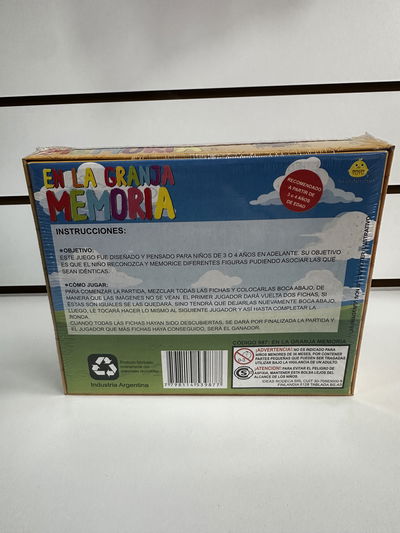 EN LA GRANJA
MEMORIA
RECOMENDADO
A PARTIR DE
3 o 4 AÑOS
DE EDAD
INSTRUCCIONES:
●OBJETIVO:
ESTE JUEGO FUE DISEÑADO Y PENSADO PARA NIÑOS DE 3 O 4 AÑOS EN ADELANTE. SU OBJETIVO
ES QUE EL NIÑO RECONOZCA Y MEMORICE DIFERENTES FIGURAS PUDIENDO ASOCIAR LAS QUE
SEAN IDÉNTICAS.
●CÓMO JUGAR:
PARA COMENZAR LA PARTIDA, MEZCLAR TODAS LAS FICHAS Y COLOCARLAS BOCA ABAJO, DE
MANERA QUE LAS IMÁGENES NO SE VEAN. EL PRIMER JUGADOR DARÁ VUELTA DOS FICHAS, SI
ÉSTAS SON IGUALES SE LAS QUEDARÁ, SINO TENDRÁ QUE DEJARLAS NUEVAMENTE BOCA ABAJO,
LUEGO, LE TOCARÁ HACER LO MISMO AL SIGUIENTE JUGADOR Y ASÍ HASTA COMPLETAR LA
RONDA.
CUANDO TODAS LAS FICHAS HAYAN SIDO DESCUBIERTAS, SE DARÁ POR FINALIZADA LA PARTIDA Y
EL JUGADOR QUE MÁS FICHAS HAYA CONSEGUIDO, SERÁ EL GANADOR.
CODIGO 987: EN LA GRANJA MEMORIA
¡ADVERTENCIA! NO ES INDICADO PARA
NIÑOS MENORES DE 36 MESES, POR CONTENER
PARTES PEQUEÑAS QUE PUEDEN SER TRAGADAS
UTILIZAR BAJO LA VIGILANCIA DE UN ADULTO.
¡ATENCIÓN! PARA EVITAR EL PELIGRO DE
ASFIXIA, MANTENER ESTA BOLSA LEJOS DEL
ALCANCE DE LOS NIÑOS.
Industria Argentina
7 798114 539877